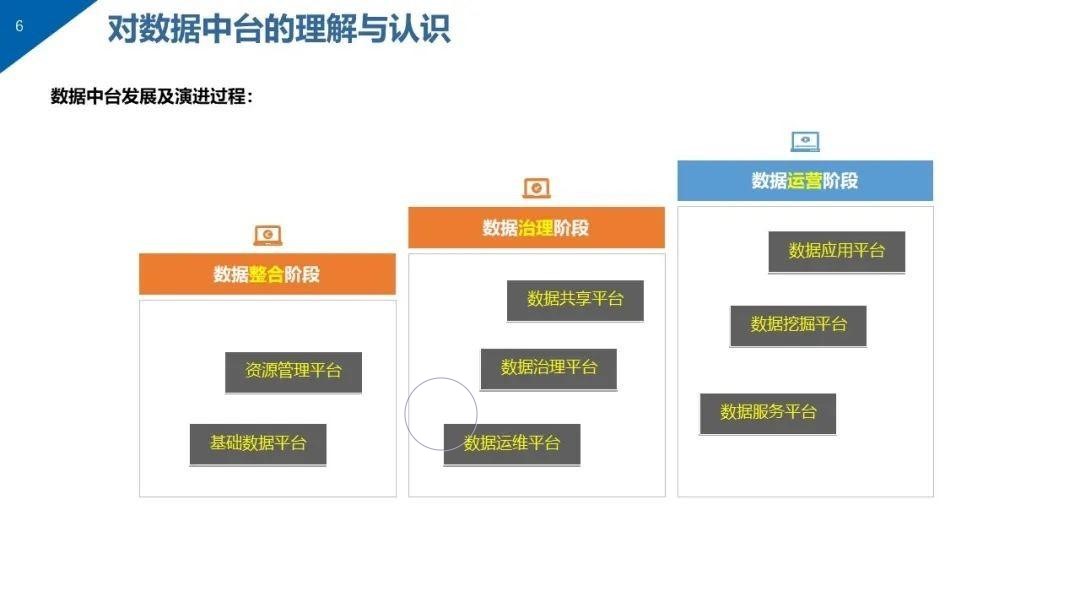 6
对数据中台的理解与认识
数据中台发展及演进过程：
数据整合阶段
资源管理平台
基础数据平台
数据治理阶段
数据共享平台
数据治理平台
数据运维平台
数据运营阶段
数据应用平台
数据挖掘平台
数据服务平台